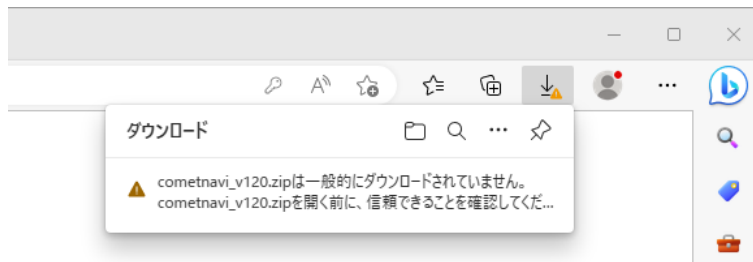 ダウンロード
cometnavi_v120.zipは一般的にダウンロードされていません。
cometnavi_v120.zipを開く前に、信頼できることを確認してくだ...